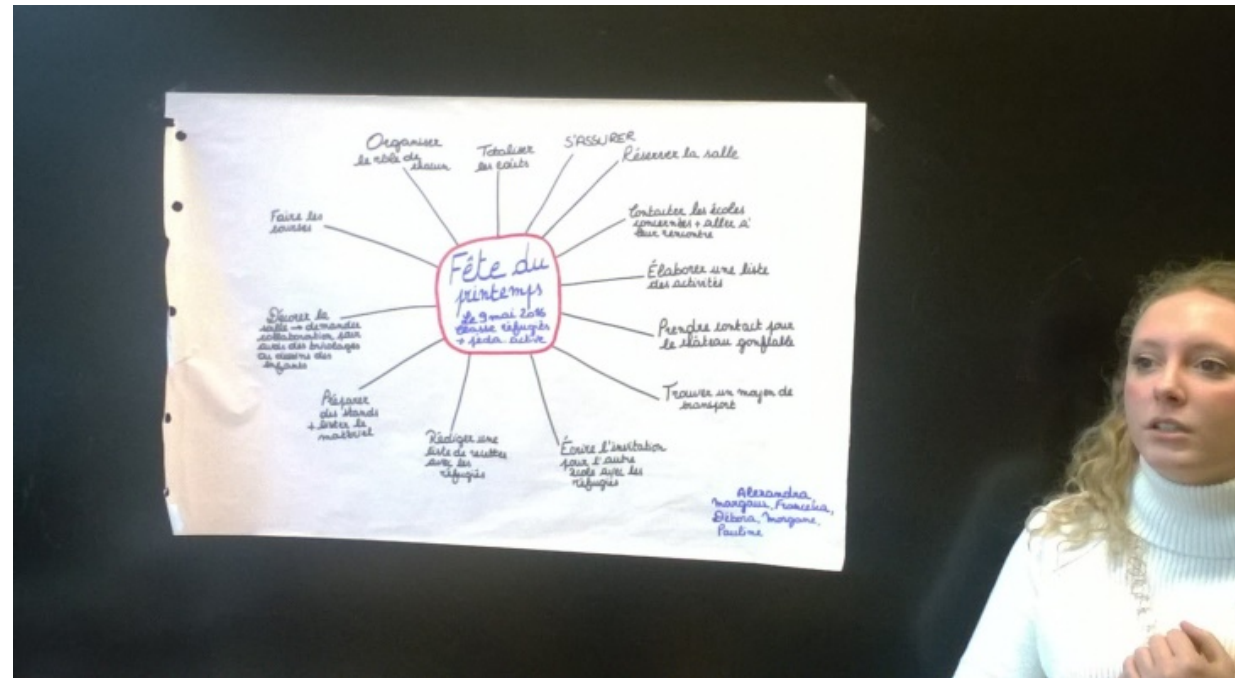 Fête du
printemps
Le 9 mai 2016
classe réfugiés
+ péda. active
Organiser
le rôle de
chacun
Totaliser
les coûts
S'ASSURER
Réserver la salle
Contacter les écoles
concernées + aller à
leur rencontre
Élaborer une liste
des activités
Prendre contact pour
le château gonflable
Trouver un moyen de
transport
Écrire l'invitation
pour l'autre
école avec les
réfugiés
Rédiger une
liste de recettes
avec les
réfugiés
Préparer
des stands
+ lister le
matériel
Décorer la
salle → demander
collaboration pour
avoir des bricolages
ou dessins des
enfants
Faire les
courses
Alexandra,
Margaux, Francelia,
Débora, Morgane,
Pauline